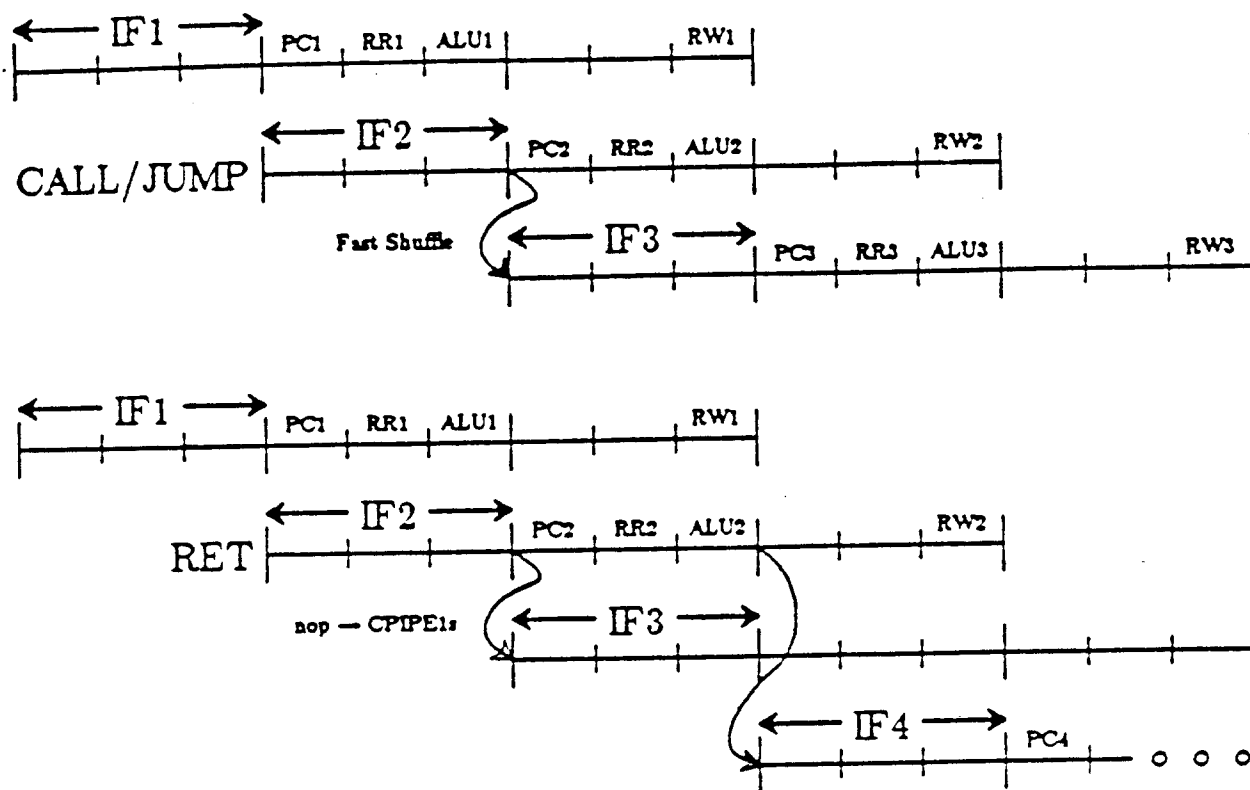 IF1 PC1 RR1 ALU1 RW1
IF2 PC2 RR2 ALU2 RW2
CALL/JUMP
Fast Shuffle IF3 PC3 RR3 ALU3 RW3
IF1 PC1 RR1 ALU1 RW1
IF2 PC2 RR2 ALU2 RW2
RET
nop → CPIPE1s IF3
IF4 PC4